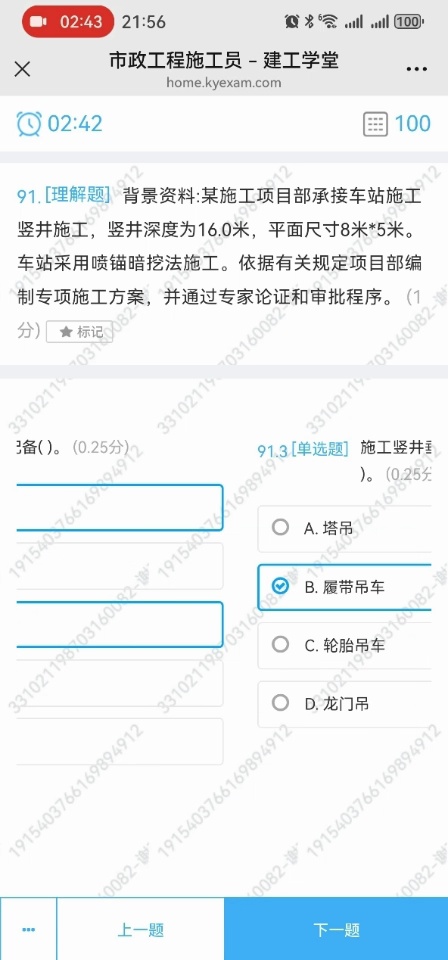 02:43 21:56 100
市政工程施工员 – 建工学堂
home.kyexam.com
02:42 100
91. [理解题] 背景资料:某施工项目部承接车站施工
竖井施工，竖井深度为16.0米，平面尺寸8米*5米。
车站采用喷锚暗挖法施工。依据有关规定项目部编
制专项施工方案，并通过专家论证和审批程序。(1
分) ★ 标记
备( )。(0.25分)
91.3 [单选题] 施工竖井
)。(0.25分
A. 塔吊
B. 履带吊车
C. 轮胎吊车
D. 龙门吊
上一题 下一题